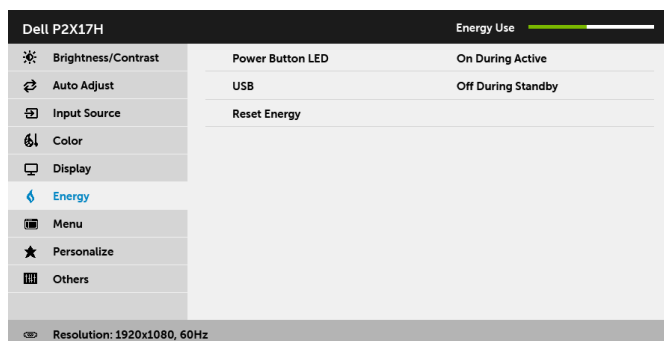 Dell P2X17H Energy Use
Brightness/Contrast Power Button LED On During Active
Auto Adjust USB Off During Standby
Input Source Reset Energy
Color
Display
Energy
Menu
Personalize
Others
Resolution: 1920x1080, 60Hz